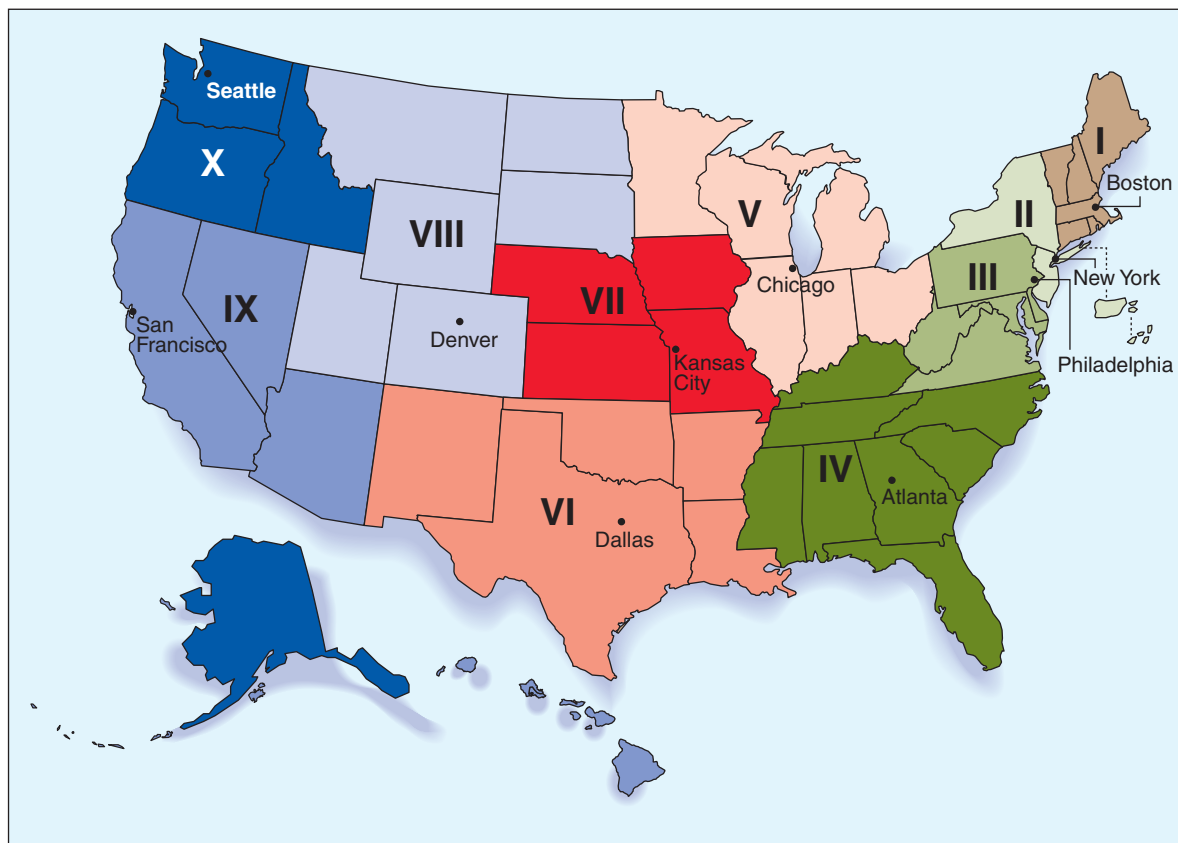 Seattle
X
I
Boston
II
V
VIII
III
New York
VII
Chicago
IX
San
Francisco
Denver
Kansas
City
Philadelphia
IV
Atlanta
VI
Dallas